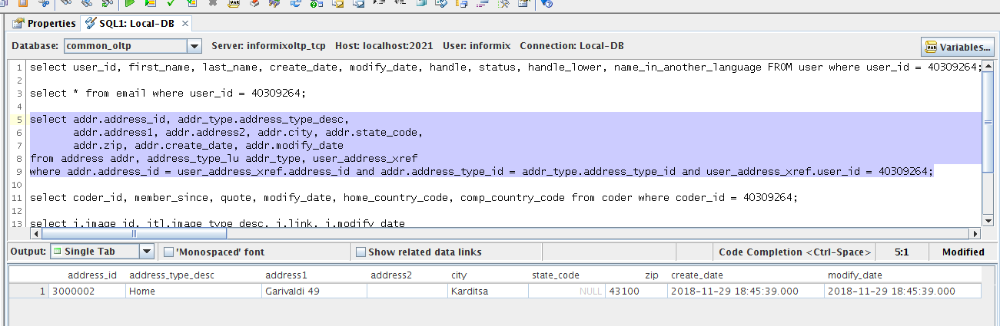 Properties SQL1: Local-DB ×
Database: common_oltp Server: informixoltp_tcp Host: localhost:2021 User: informix Connection: Local-DB VAR Variables...
1 select user_id, first_name, last_name, create_date, modify_date, handle, status, handle_lower, name_in_another_language FROM user where user_id = 40309264;
2
3 select * from email where user_id = 40309264;
4
5 select addr.address_id, addr_type.address_type_desc,
6 addr.address1, addr.address2, addr.city, addr.state_code,
7 addr.zip, addr.create_date, addr.modify_date
8 from address addr, address_type_lu addr_type, user_address_xref
9 where addr.address_id = user_address_xref.address_id and addr.address_type_id = addr_type.address_type_id and user_address_xref.user_id = 40309264;
10
11 select coder_id, member_since, quote, modify_date, home_country_code, comp_country_code from coder where coder_id = 40309264;
12
13 select i.image_id, itl.image_type_desc, i.link, i.modify_date
Output: Single Tab 'Monospaced' font Show related data links Code Completion <Ctrl-Space> 5:1 Modified
address_id address_type_desc address1 address2 city state_code zip create_date modify_date
1 3000002 Home Garivaldi 49 Karditsa NULL 43100 2018-11-29 18:45:39.000 2018-11-29 18:45:39.000